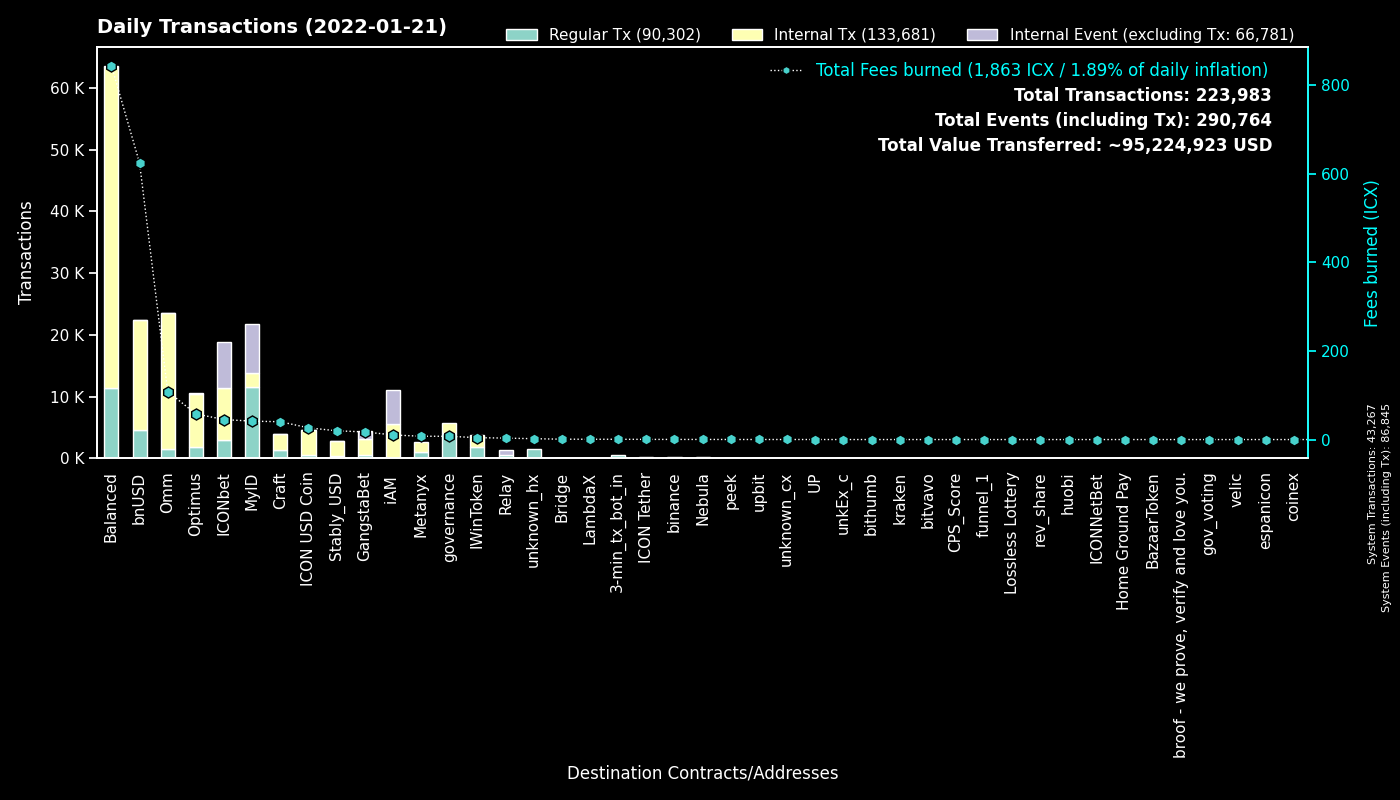 Daily Transactions (2022-01-21)
Regular Tx (90,302)
Internal Tx (133,681)
Internal Event (excluding Tx: 66,781)
Total Fees burned (1,863 ICX / 1.89% of daily inflation)
Total Transactions: 223,983
Total Events (including Tx): 290,764
Total Value Transferred: ~95,224,923 USD
Transactions
60 K
50 K
40 K
30 K
20 K
10 K
0 K
800
600
400
200
0
Fees burned (ICX)
System Transactions: 43,267
System Events (including Tx): 86,845
Balanced
bnUSD
Omm
Optimus
ICONbet
MyID
Craft
ICON USD Coin
Stably_USD
GangstaBet
iAM
Metanyx
governance
IWinToken
Relay
unknown_hx
Bridge
LambdaX
3-min_tx_bot_in
ICON Tether
binance
Nebula
peek
upbit
unknown_cx
UP
unkEx_c
bithumb
kraken
bitvavo
CPS_Score
funnel_1
Lossless Lottery
rev_share
huobi
ICONNetBet
Home Ground Pay
BazaarToken
broof - we prove, verify and love you.
gov_voting
velic
espanicon
coinex
Destination Contracts/Addresses